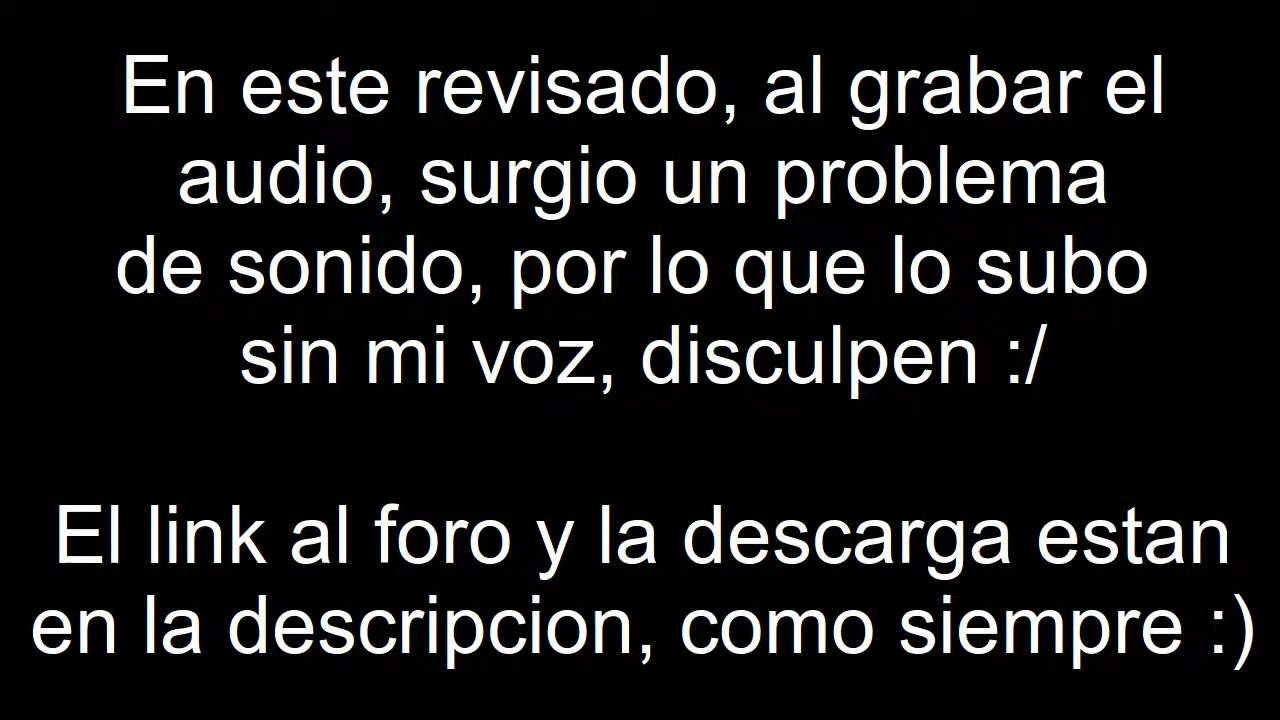 En este revisado, al grabar el
audio, surgio un problema
de sonido, por lo que lo subo
sin mi voz, disculpen :/
El link al foro y la descarga estan
en la descripcion, como siempre :)